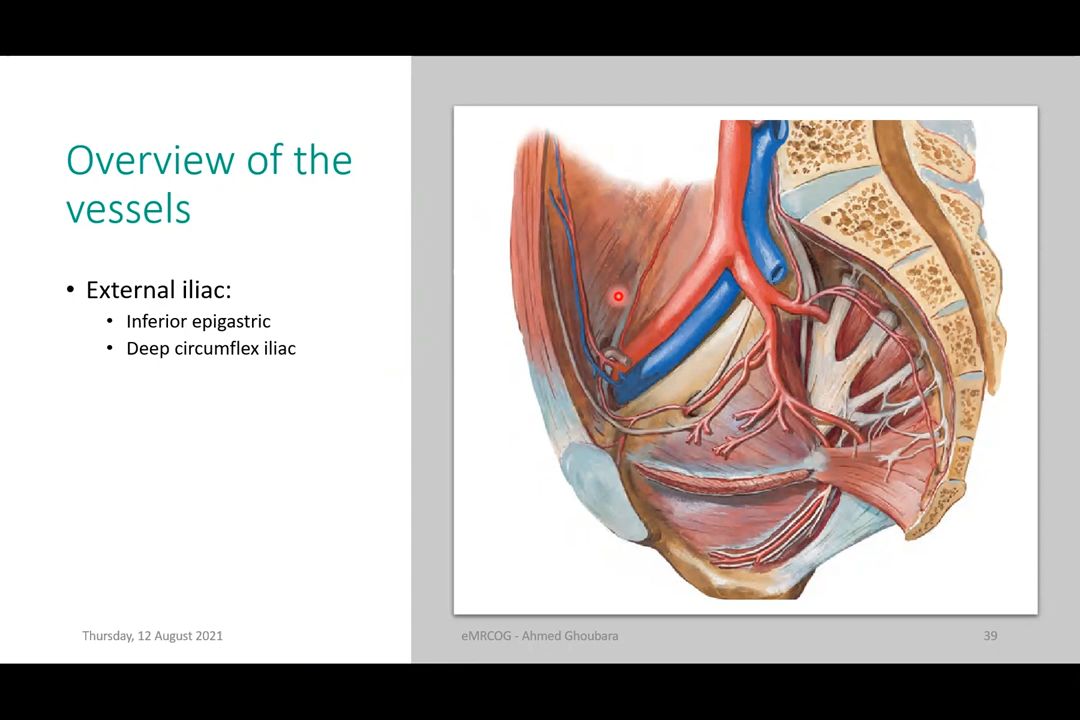 Overview of the
vessels
• External iliac:
• Inferior epigastric
• Deep circumflex iliac
Thursday, 12 August 2021
eMRCOG - Ahmed Ghoubara
39